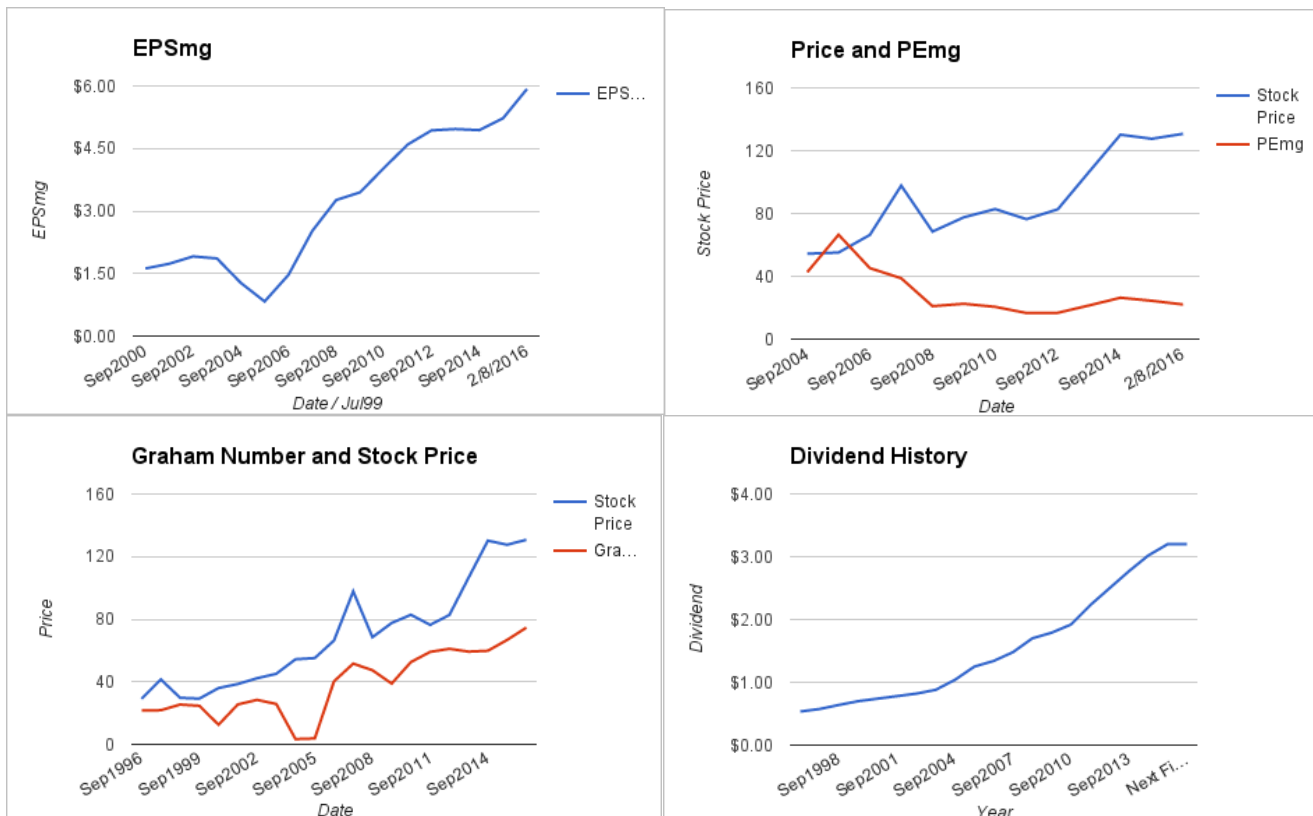 EPSmg
$6.00
$4.50
$3.00
$1.50
$0.00
EPSmg
EPS...
Sep2000
Sep2002
Sep2004
Sep2006
Sep2008
Sep2010
Sep2012
Sep2014
2/8/2016
Date / Jul99
Price and PEmg
160
120
80
40
0
Stock Price
Stock
Price
PEmg
Sep2004
Sep2006
Sep2008
Sep2010
Sep2012
Sep2014
2/8/2016
Date
Graham Number and Stock Price
160
120
80
40
0
Price
Stock
Price
Gra...
Sep1996
Sep1999
Sep2002
Sep2005
Sep2008
Sep2011
Sep2014
Date
Dividend History
$4.00
$3.00
$2.00
$1.00
$0.00
Dividend
Sep1998
Sep2001
Sep2004
Sep2007
Sep2010
Sep2013
Next Fi...
Year